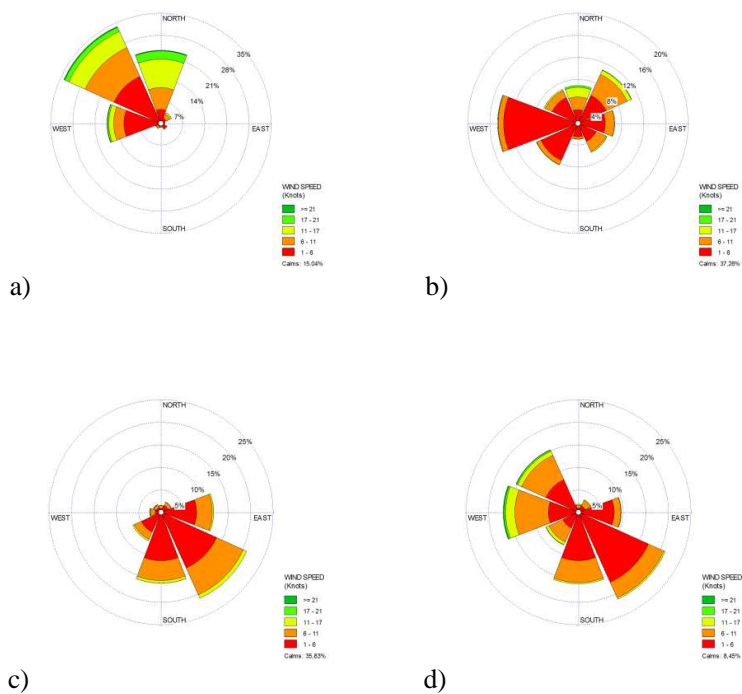 NORTH
35%
28%
21%
14%
7%
WEST
EAST
SOUTH
WIND SPEED
(Knots)
>= 21
17 - 21
11 - 17
6 - 11
1 - 6
Calms: 15.04%
a)
NORTH
20%
16%
12%
8%
4%
WEST
EAST
SOUTH
WIND SPEED
(Knots)
>= 21
17 - 21
11 - 17
6 - 11
1 - 6
Calms: 37.26%
b)
NORTH
25%
20%
15%
10%
5%
WEST
EAST
SOUTH
WIND SPEED
(Knots)
>= 21
17 - 21
11 - 17
6 - 11
1 - 6
Calms: 35.83%
c)
NORTH
25%
20%
15%
10%
5%
WEST
EAST
SOUTH
WIND SPEED
(Knots)
>= 21
17 - 21
11 - 17
6 - 11
1 - 6
Calms: 8.45%
d)